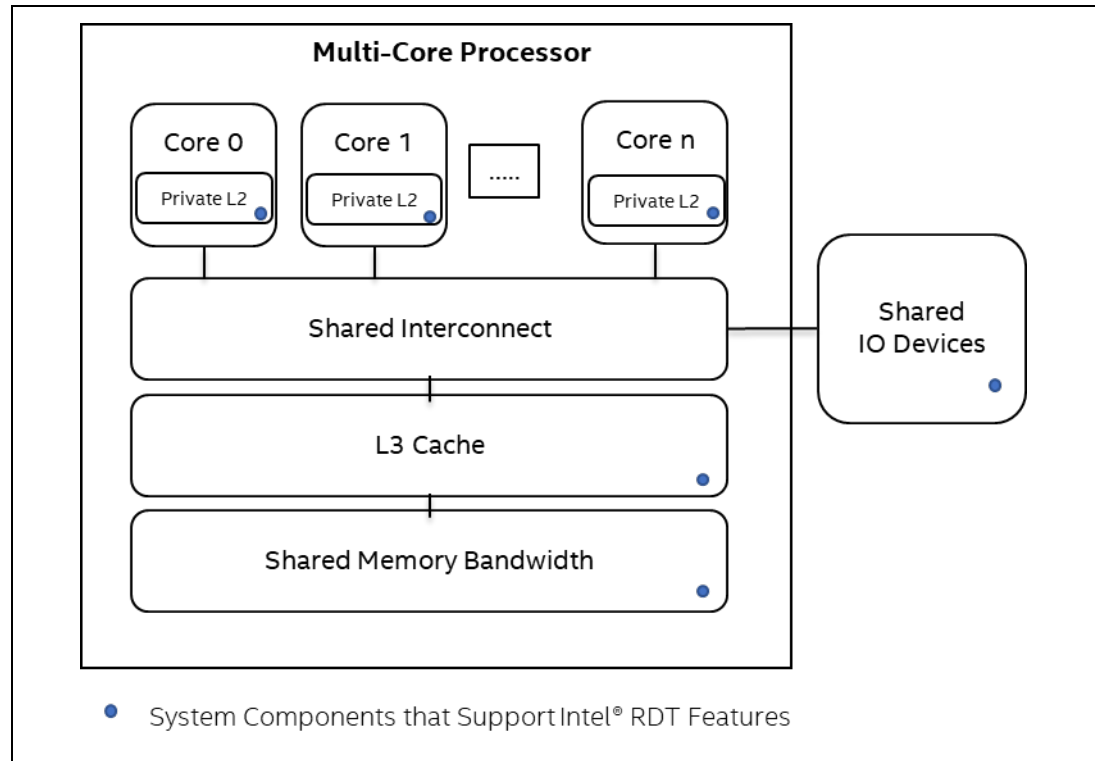 Multi-Core Processor
Core 0
Core 1
Core n
.....
Private L2
Private L2
Private L2
Shared Interconnect
Shared
IO Devices
L3 Cache
Shared Memory Bandwidth
System Components that Support Intel® RDT Features